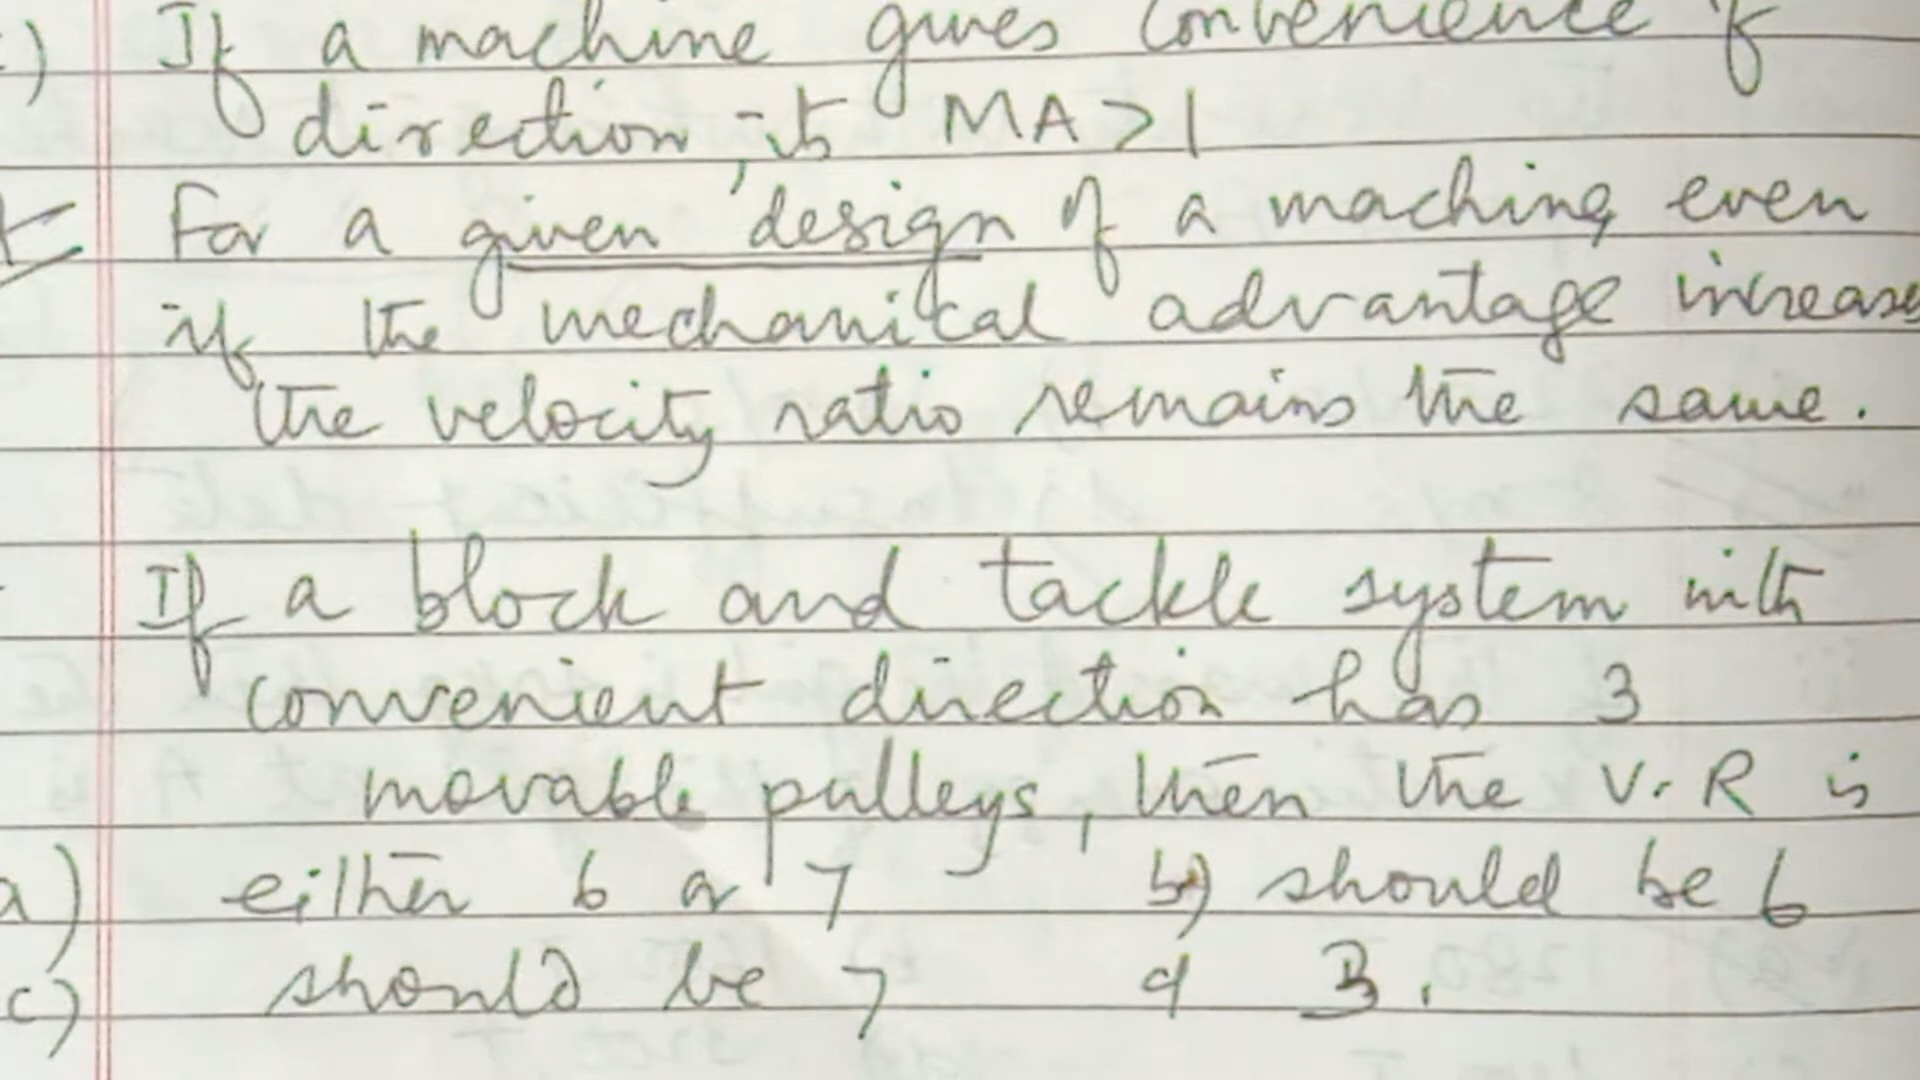 c) If a machine gives convenience of
direction, its MA > 1
For a given design of a machine, even
if the mechanical advantage increases
the velocity ratio remains the same.
If a block and tackle system with
convenient direction has 3
movable pulleys, then the V.R is
a) either 6 or 7 b) should be 6
c) should be 7 d 3.